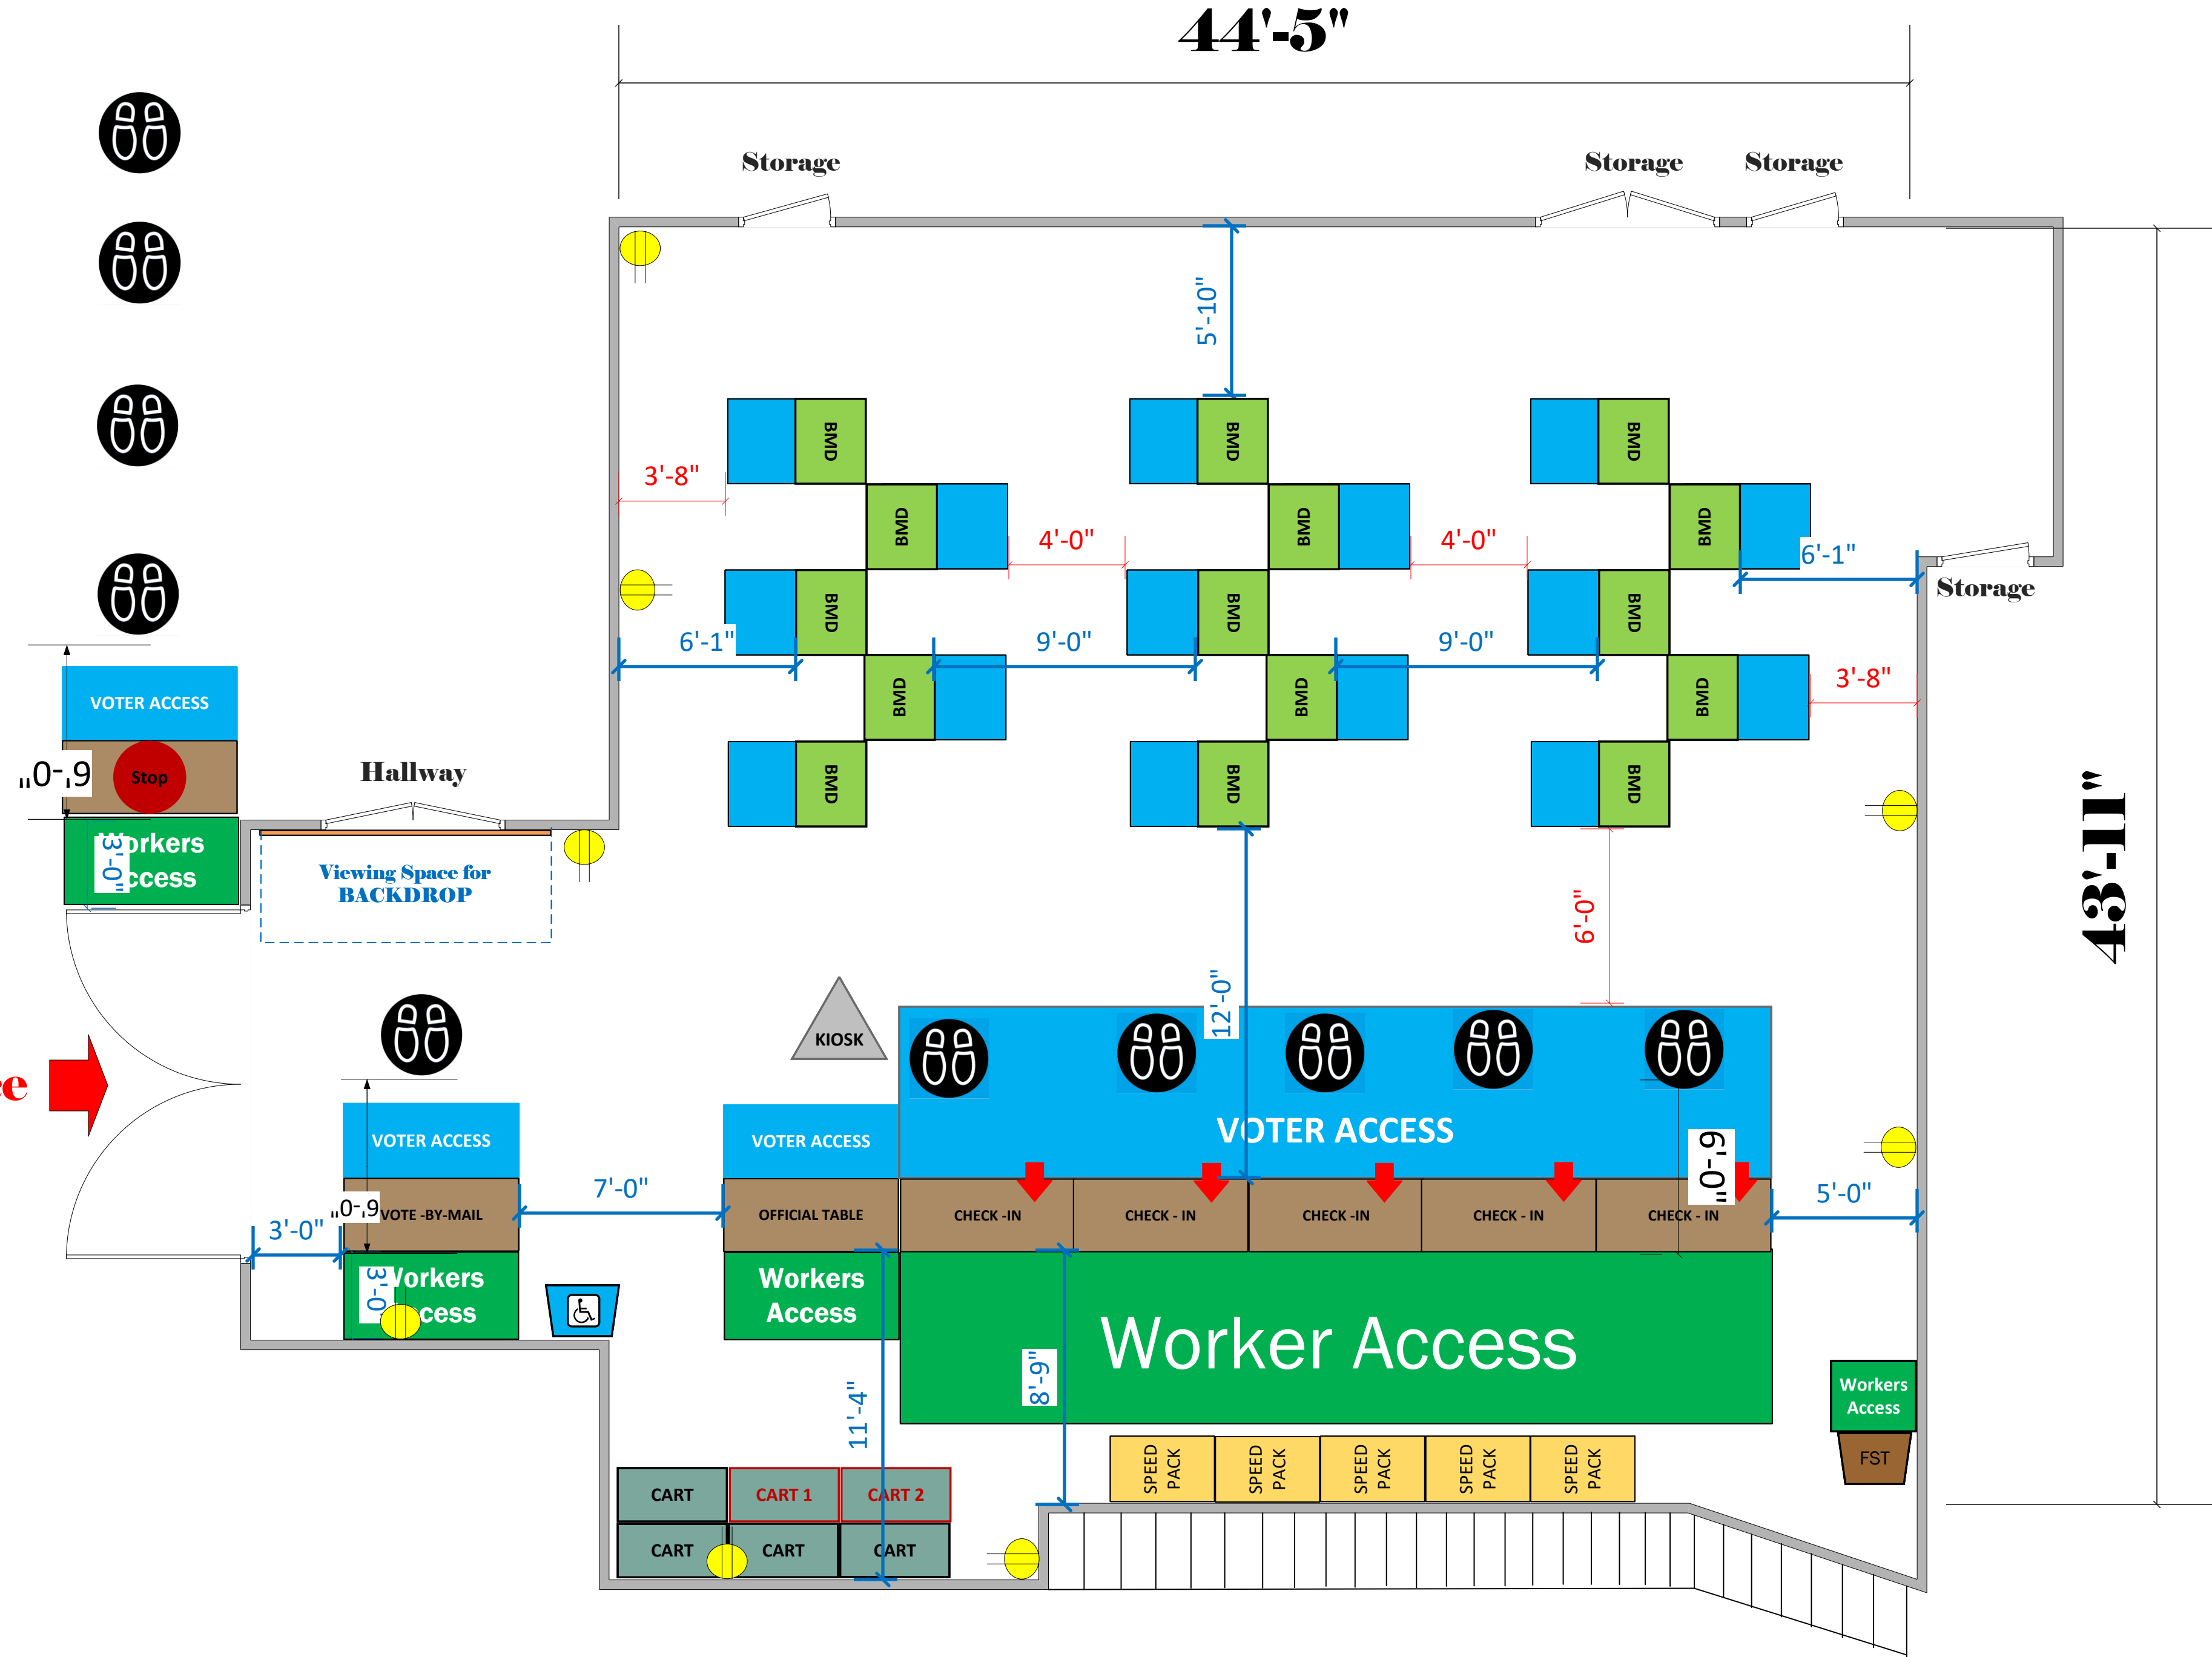 44'-5"
Storage
Storage
Storage
5'-10"
BMD
BMD
BMD
3'-8"
BMD
BMD
BMD
4'-0"
4'-0"
6'-1"
Storage
BMD
BMD
BMD
6'-1"
9'-0"
9'-0"
BMD
BMD
BMD
3'-8"
VOTER ACCESS
Stop
6'-0"
Hallway
BMD
BMD
BMD
43'-11"
Workers
Access
3'-0"
Viewing Space for
BACKDROP
6'-0"
12'-0"
KIOSK
VOTER ACCESS
VOTER ACCESS
VOTER ACCESS
6'-0"
7'-0"
5'-0"
3'-0"
6'-0"
VOTE -BY-MAIL
OFFICIAL TABLE
CHECK -IN
CHECK - IN
CHECK -IN
CHECK - IN
CHECK - IN
Workers
Access
3'-0"
Workers
Access
Worker Access
11'-4"
8'-9"
Workers
Access
FST
SPEED
PACK
SPEED
PACK
SPEED
PACK
SPEED
PACK
SPEED
PACK
CART
CART 1
CART 2
CART
CART
CART